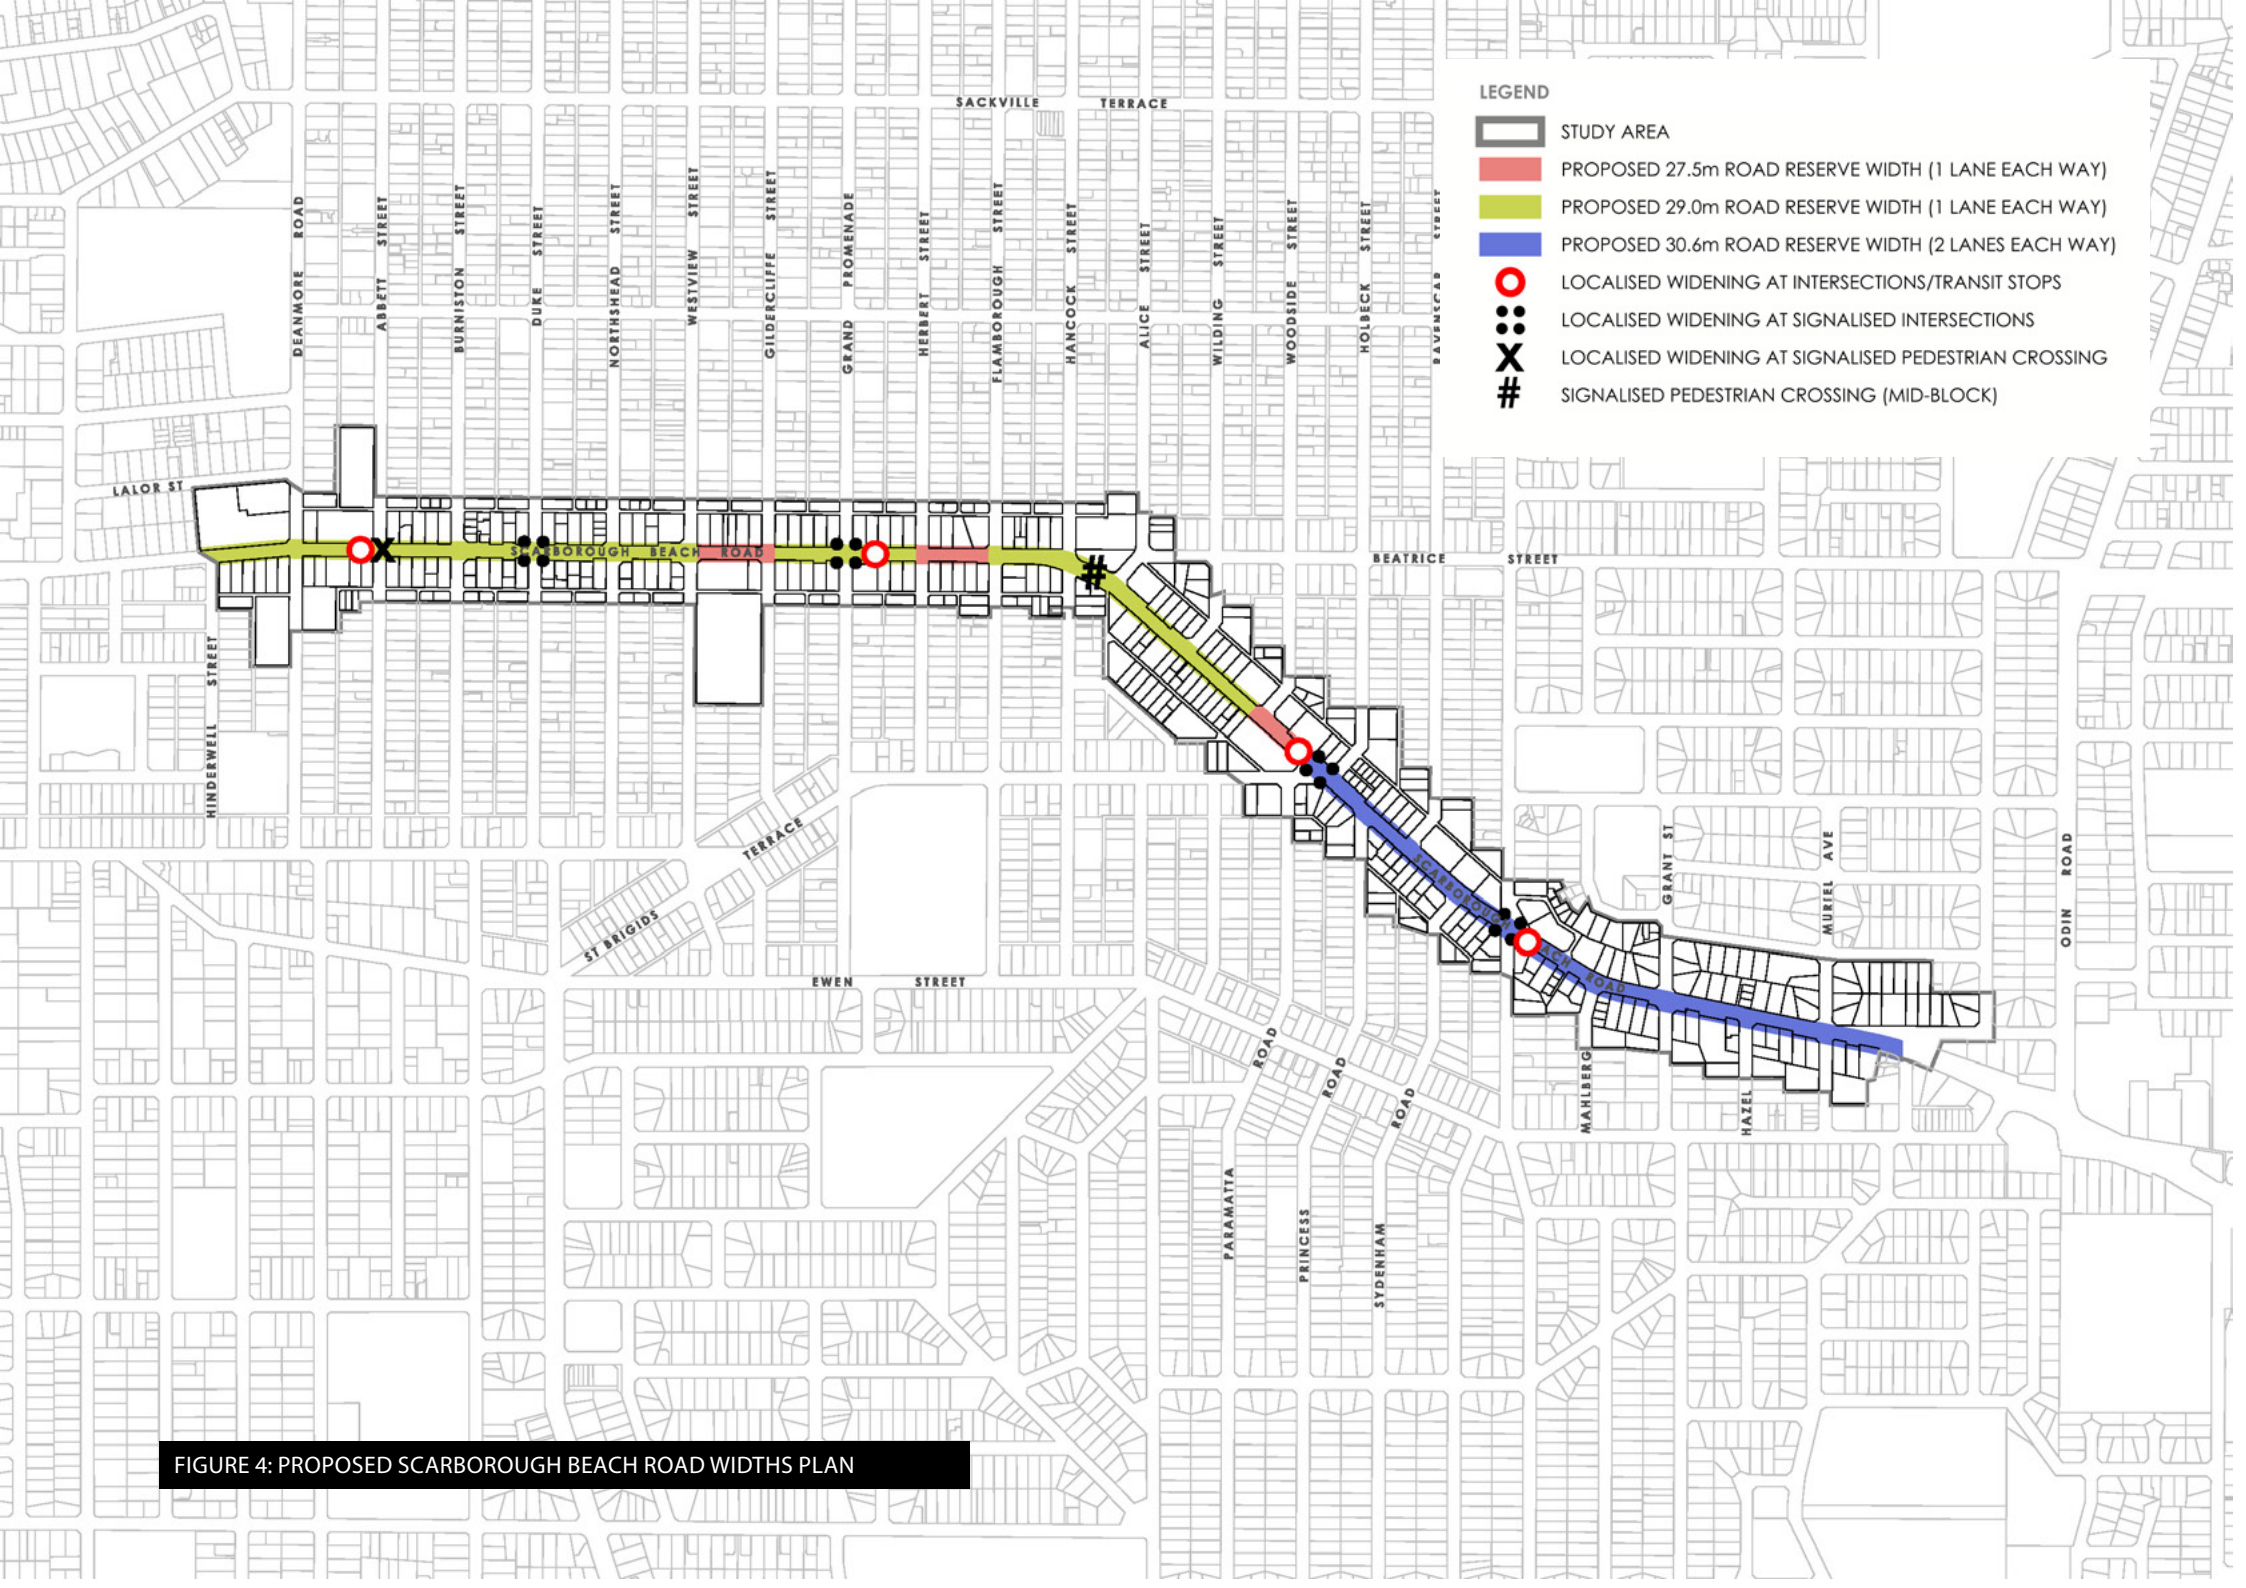 SACKVILLE TERRACE
LEGEND
STUDY AREA
PROPOSED 27.5m ROAD RESERVE WIDTH (1 LANE EACH WAY)
PROPOSED 29.0m ROAD RESERVE WIDTH (1 LANE EACH WAY)
PROPOSED 30.6m ROAD RESERVE WIDTH (2 LANES EACH WAY)
LOCALISED WIDENING AT INTERSECTIONS/TRANSIT STOPS
LOCALISED WIDENING AT SIGNALISED INTERSECTIONS
X LOCALISED WIDENING AT SIGNALISED PEDESTRIAN CROSSING
# SIGNALISED PEDESTRIAN CROSSING (MID-BLOCK)
DEANMORE ROAD
ABBETT STREET
BURNISTON STREET
DUKE STREET
NORTHSHEAD STREET
WESTVIEW STREET
GILDERCLIFFE STREET
GRAND PROMENADE
HERBERT STREET
FLAMBOROUGH STREET
HANCOCK STREET
ALICE STREET
WILDING STREET
WOODSIDE STREET
HOLBECK STREET
LALOR ST
X
SCARBOROUGH BEACH ROAD
#
BEATRICE STREET
HINDERWELL STREET
ST BRIGIDS TERRACE
EWEN STREET
SCARBOROUGH
ROAD
GRANT ST
MURIEL AVE
ODIN ROAD
PARAMATTA ROAD
PRINCESS ROAD
SYDENHAM ROAD
MAHLBERG
HAZEL
FIGURE 4: PROPOSED SCARBOROUGH BEACH ROAD WIDTHS PLAN